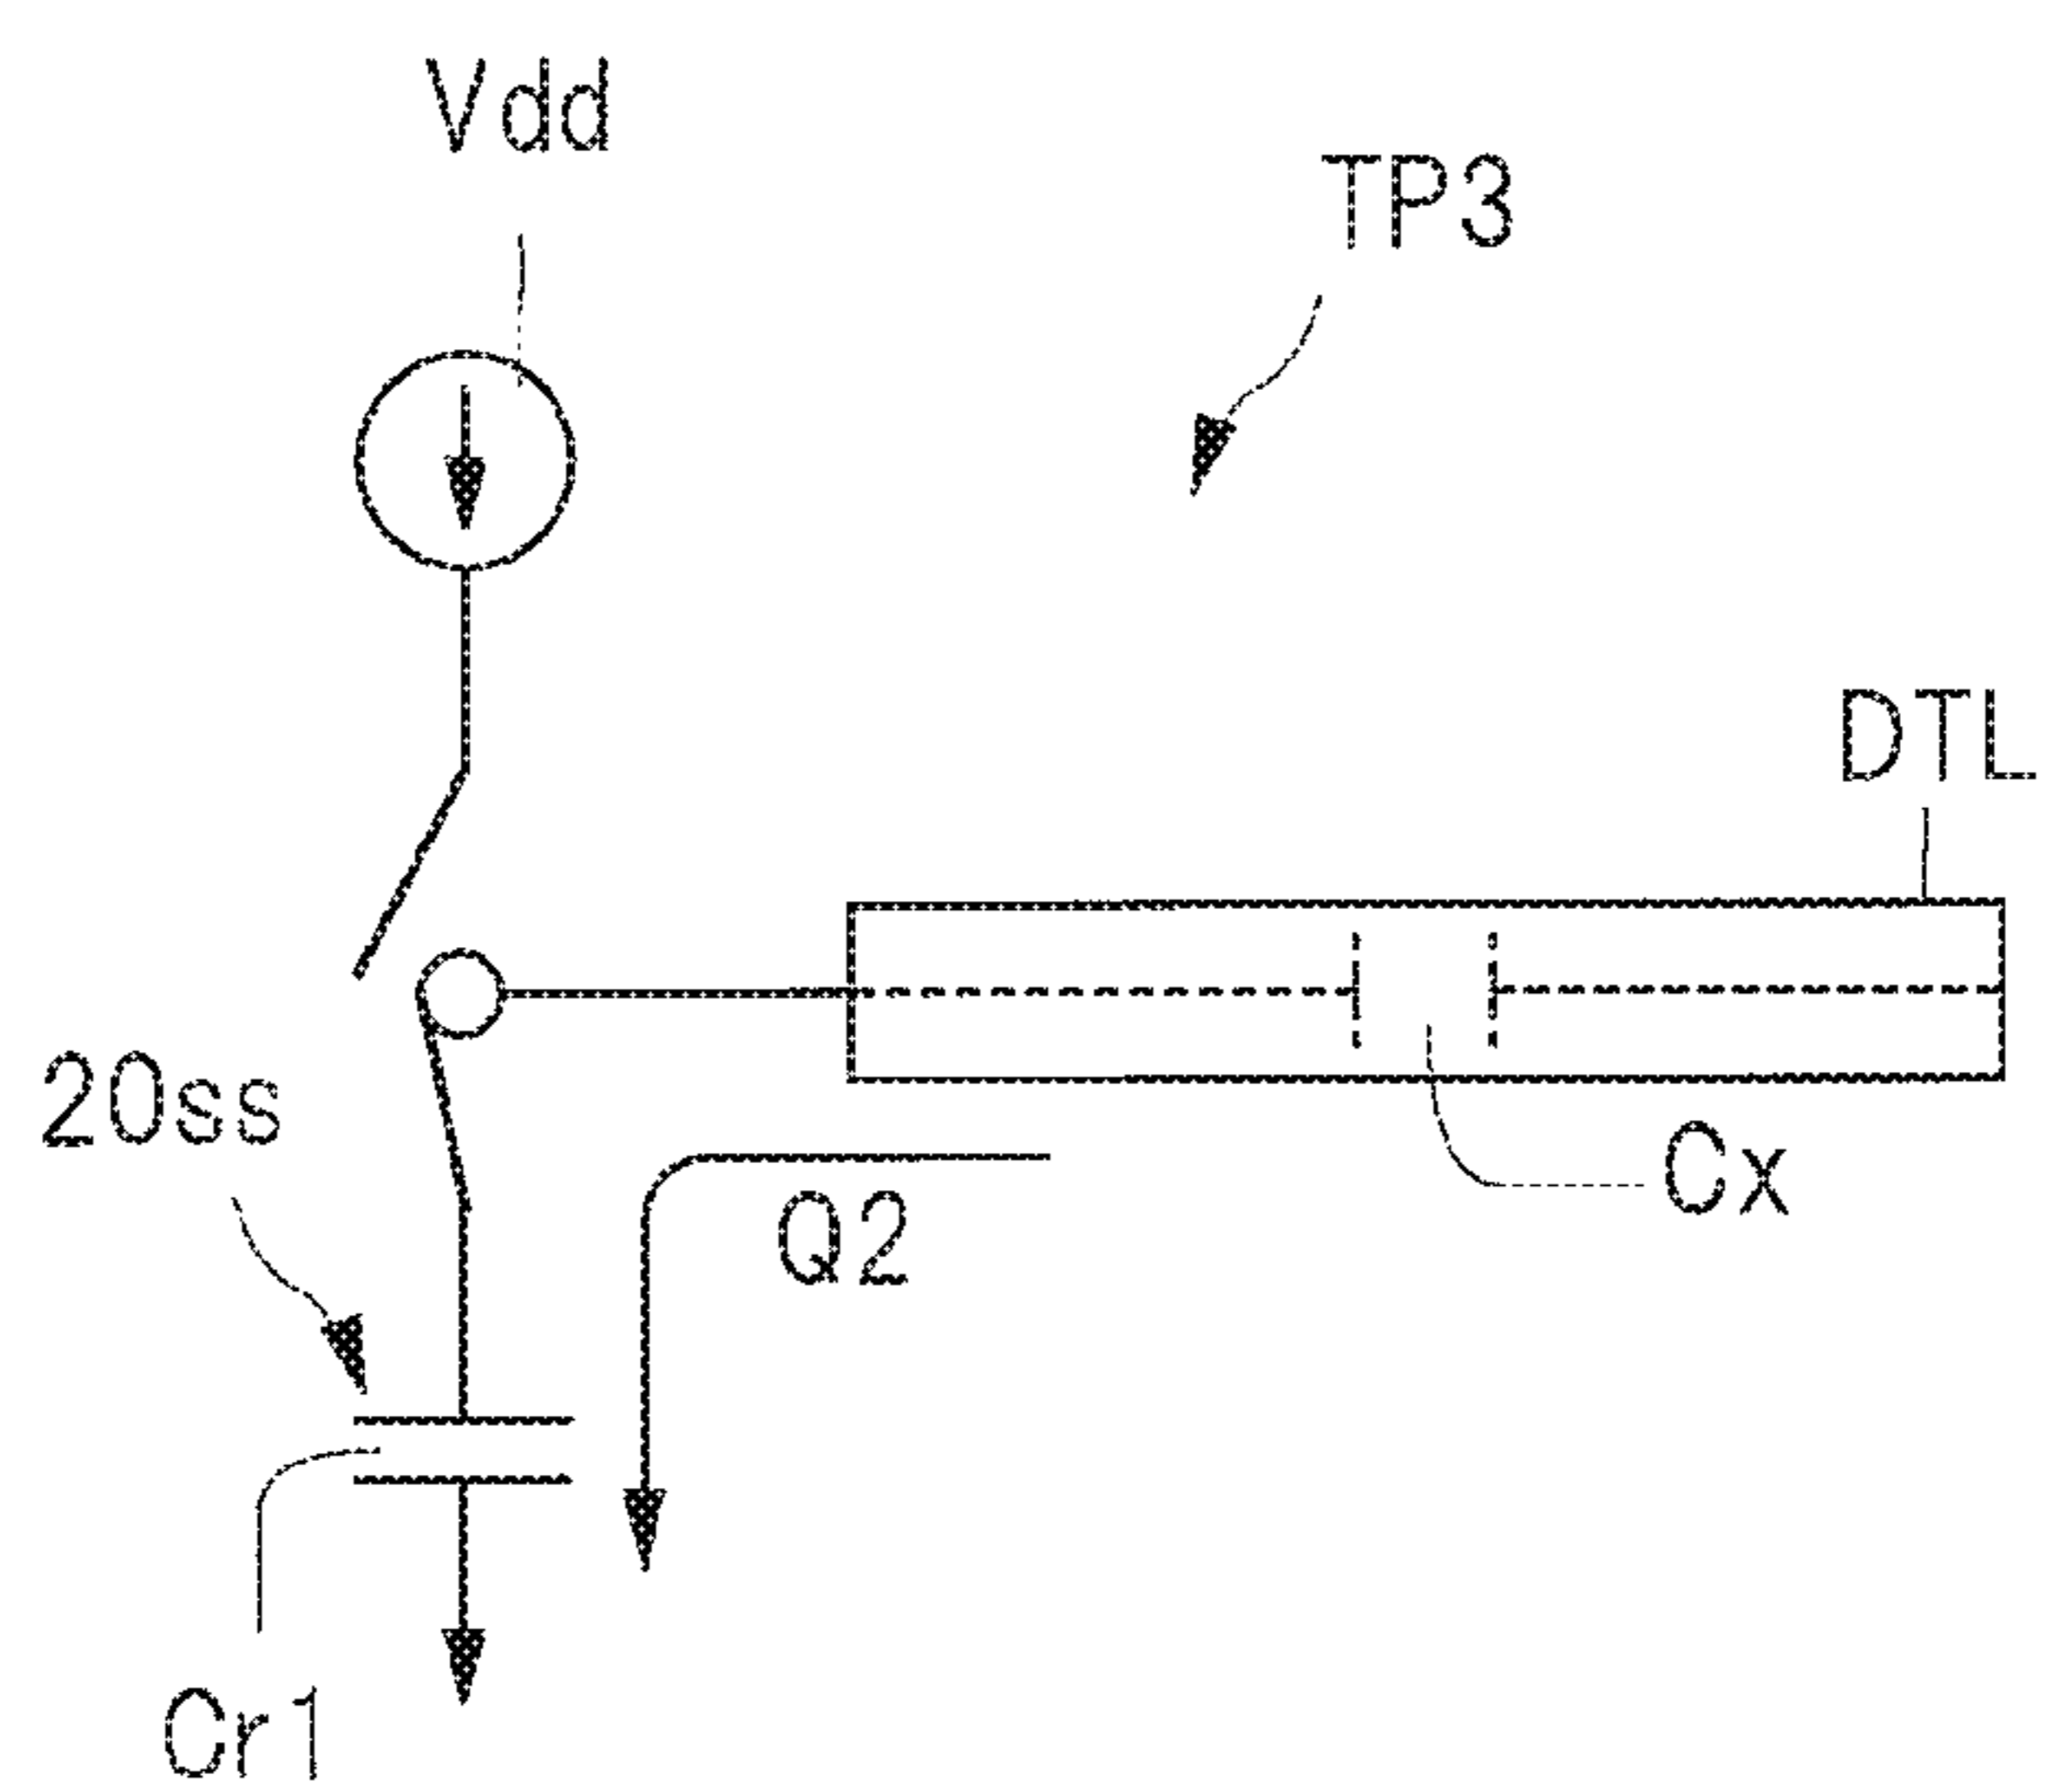 Vdd
TP3
DTL
20ss
Cx
Q2
Cr1